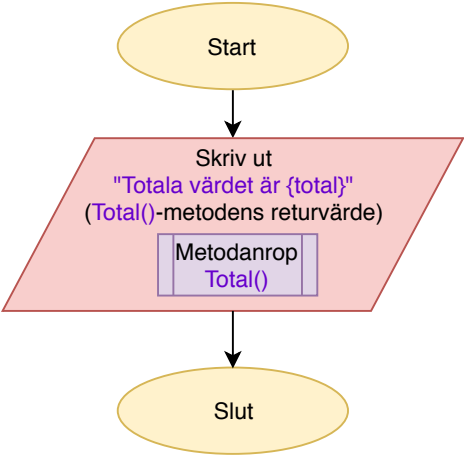 Start
Skriv ut
"Totala värdet är {total}"
(Total()-metodens returvärde)
Metodanrop
Total()
Slut